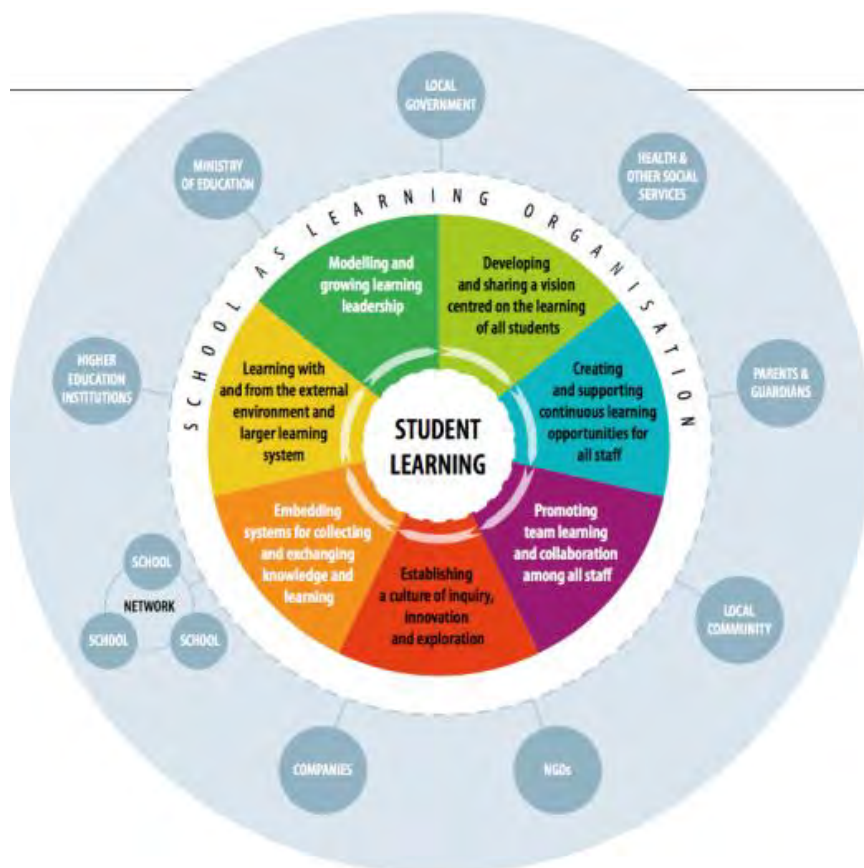 LOCAL
GOVERNMENT
MINISTRY
OF EDUCATION
HEALTH &
OTHER SOCIAL
SERVICES
SCHOOL AS LEARNING ORGANISATION
Modelling and
growing learning
leadership
Developing
and sharing a vision
centred on the learning
of all students
HIGHER
EDUCATION
INSTITUTIONS
Learning with
and from the external
environment and
larger learning
system
Creating
and supporting
continuous learning
opportunities for
all staff
PARENTS &
GUARDIANS
STUDENT
LEARNING
Embedding
systems for collecting
and exchanging
knowledge and
learning
Establishing
a culture of inquiry,
innovation
and exploration
Promoting
team learning
and collaboration
among all staff
SCHOOL
NETWORK
SCHOOL
SCHOOL
LOCAL
COMMUNITY
COMPANIES
NGOs